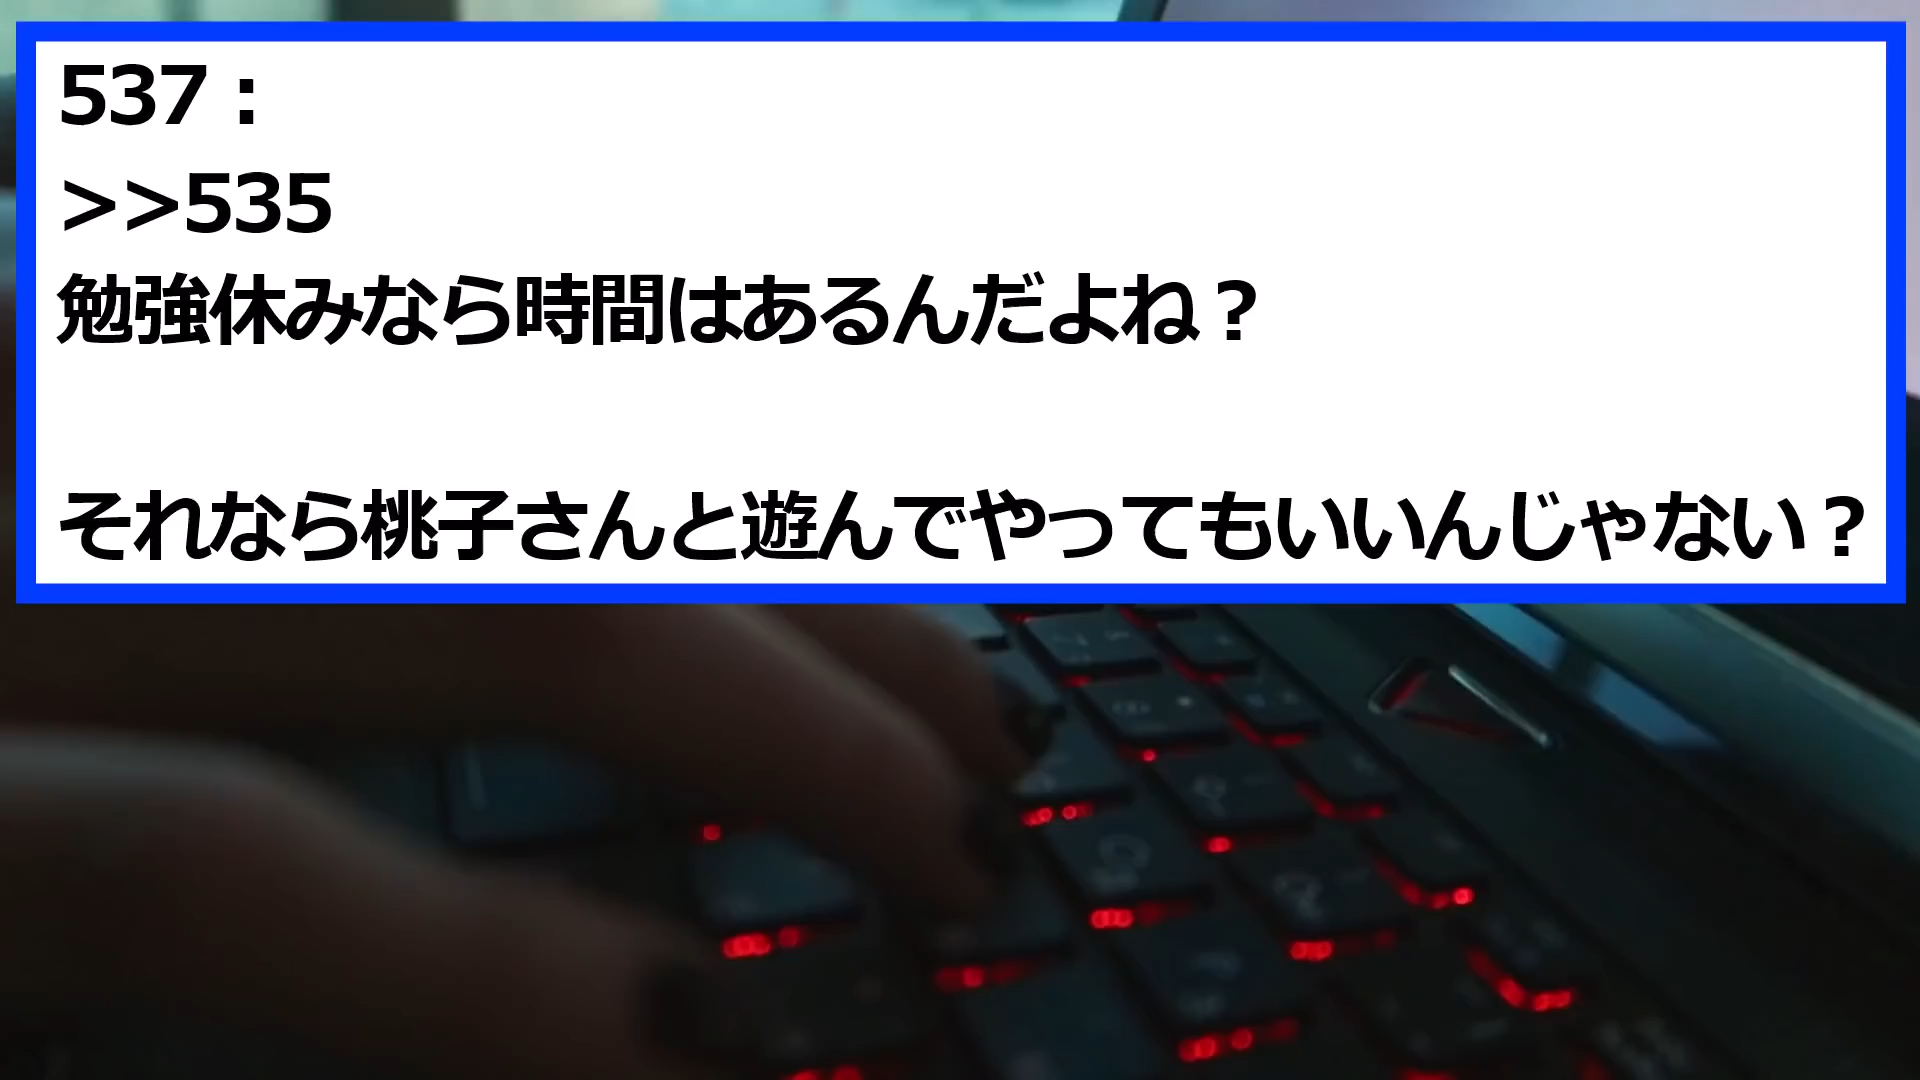 537：
>>535
勉強休みなら時間はあるんだよね？
それなら桃子さんと遊んでやってもいいんじゃない？